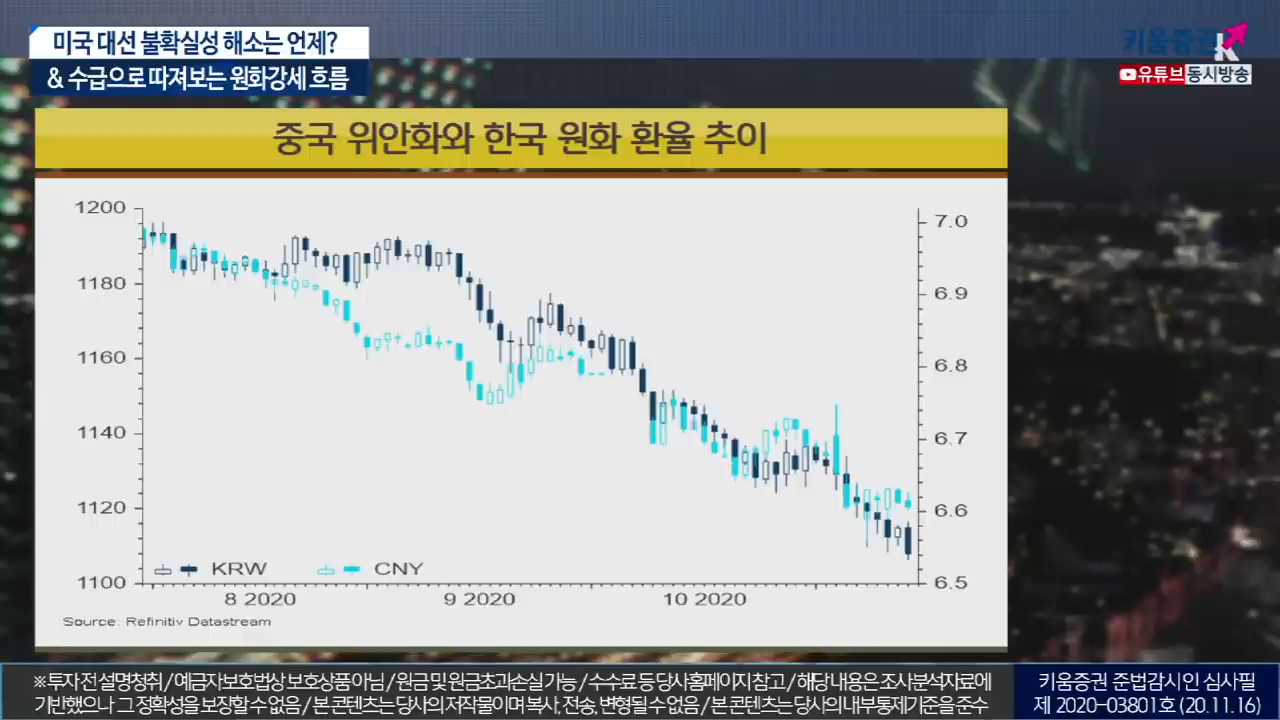 미국 대선 불확실성 해소는 언제?
& 수급으로 따져보는 원화강세 흐름
키움증권
유튜브 동시방송
중국 위안화와 한국 원화 환율 추이
1200
1180
1160
1140
1120
1100
7.0
6.9
6.8
6.7
6.6
6.5
KRW CNY
8 2020 9 2020 10 2020
Source: Refinitiv Datastream
※투자 전 설명청취 / 예금자보호법상 보호상품 아님 / 원금 및 원금초과손실 가능 / 수수료 등 당사홈페이지 참고 / 해당 내용은 조사분석자료에
기반했으나 그 정확성을 보장할 수 없음 / 본 콘텐츠는 당사의 저작물이며 복사, 전송, 변형될 수 없음 / 본 콘텐츠는 당사의 내부통제기준을 준수
키움증권 준법감시인 심사필
제 2020-03801호 (20.11.16)